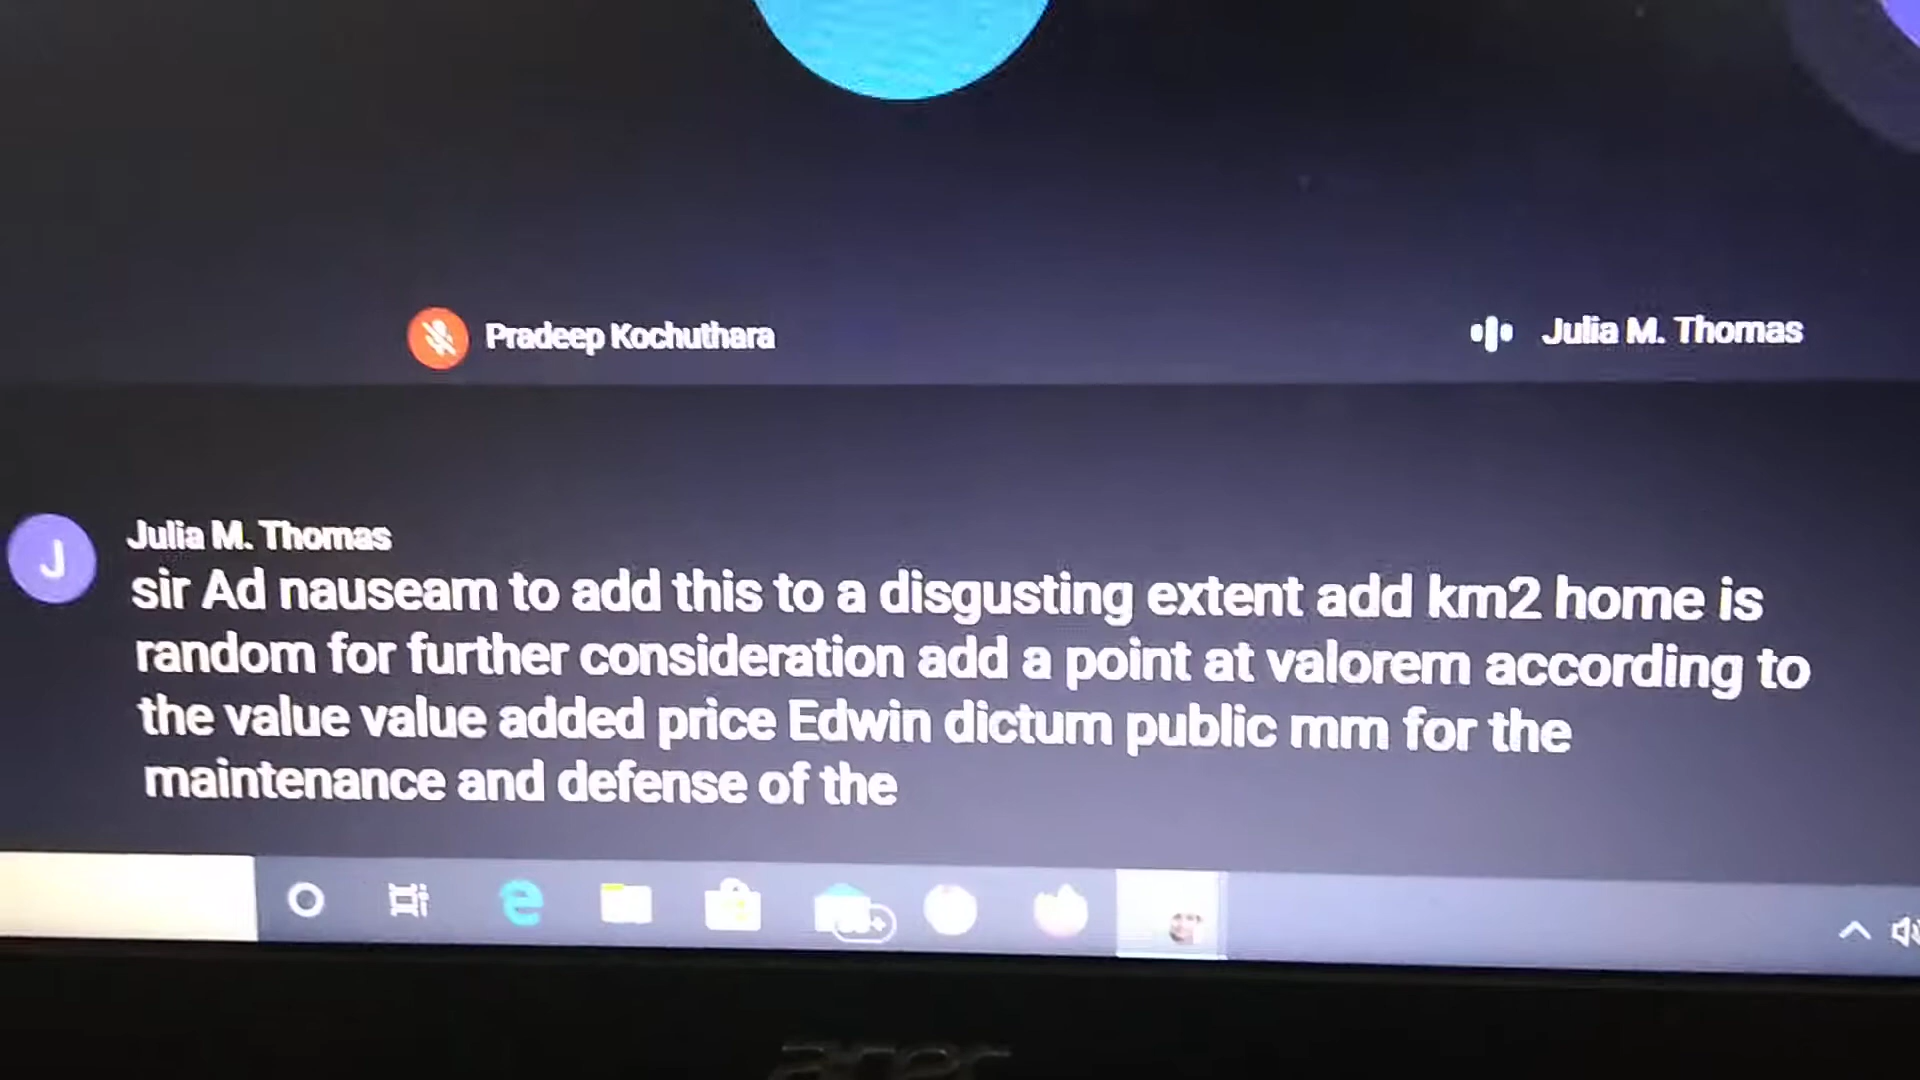 Pradeep Kochuthara
Julia M. Thomas
J
Julia M. Thomas
sir Ad nauseam to add this to a disgusting extent add km2 home is
random for further consideration add a point at valorem according to
the value value added price Edwin dictum public mm for the
maintenance and defense of the
acer